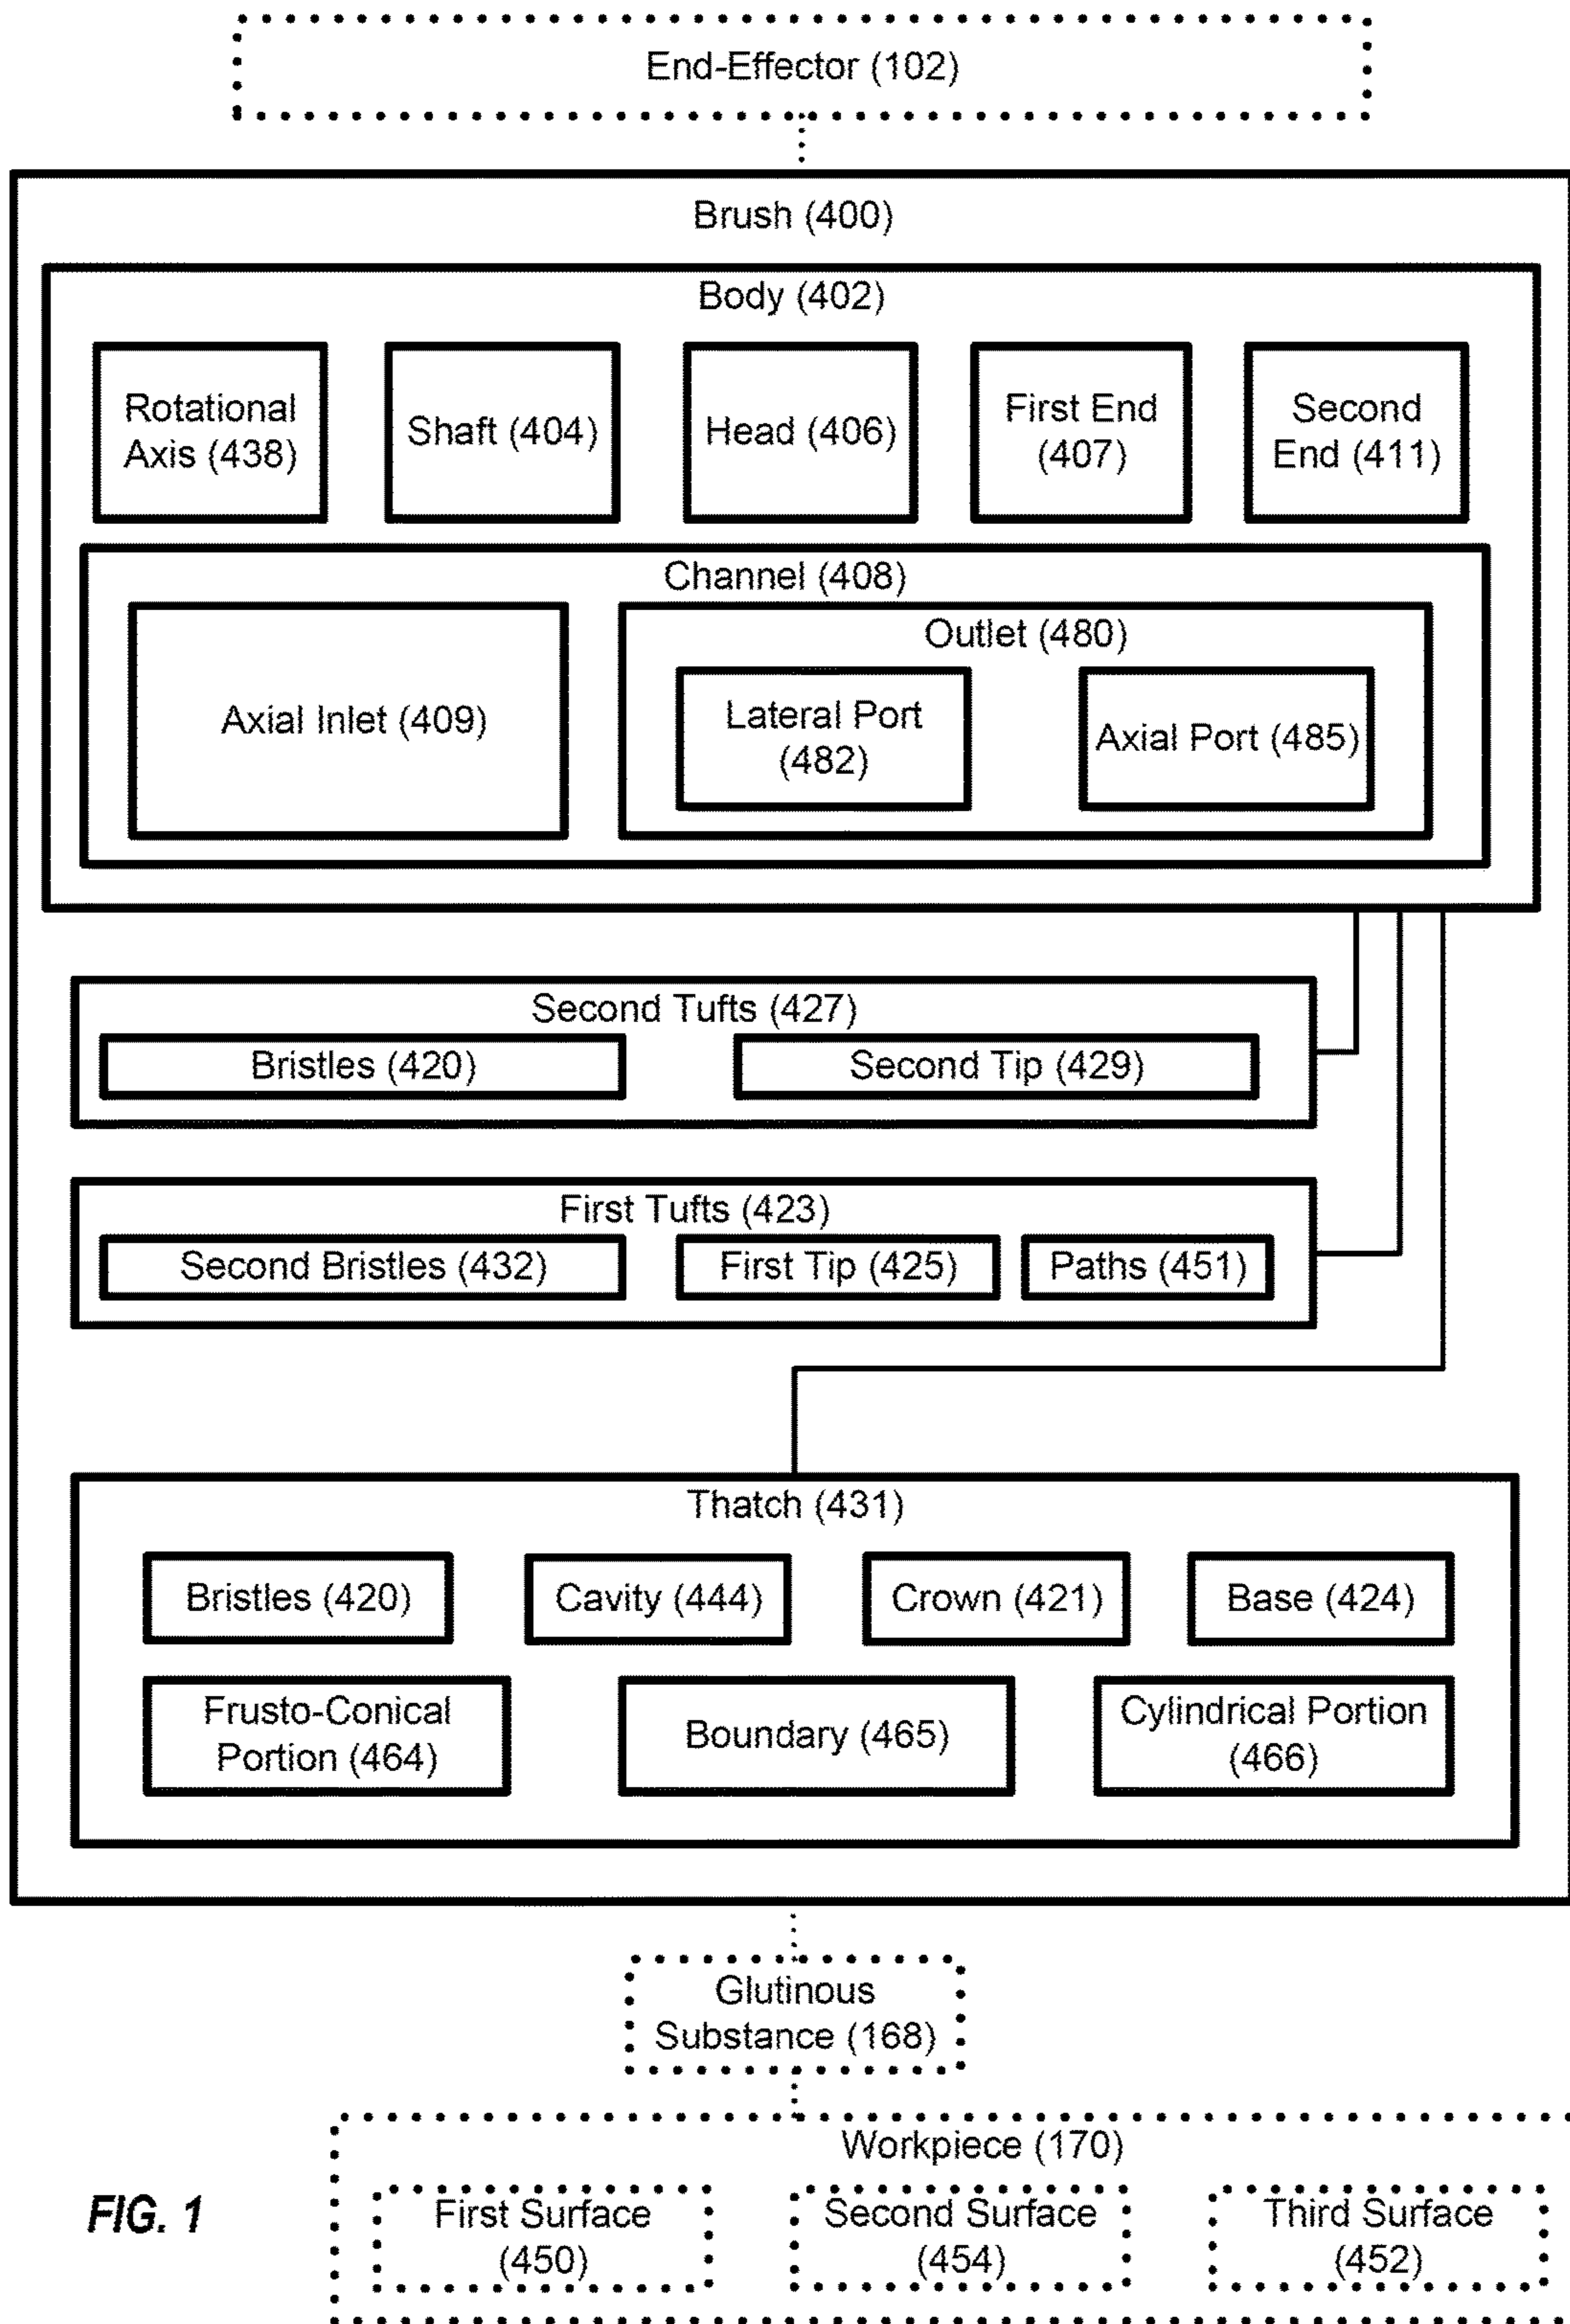 End-Effector (102)
Brush (400)
Body (402)
Rotational
Axis (438)
Shaft (404)
Head (406)
First End
(407)
Second
End (411)
Channel (408)
Axial Inlet (409)
Outlet (480)
Lateral Port
(482)
Axial Port (485)
Second Tufts (427)
Bristles (420)
Second Tip (429)
First Tufts (423)
Second Bristles (432)
First Tip (425)
Paths (451)
Thatch (431)
Bristles (420)
Cavity (444)
Crown (421)
Base (424)
Frusto-Conical
Portion (464)
Boundary (465)
Cylindrical Portion
(466)
Glutinous
Substance (168)
Workpiece (170)
First Surface
(450)
Second Surface
(454)
Third Surface
(452)
FIG. 1